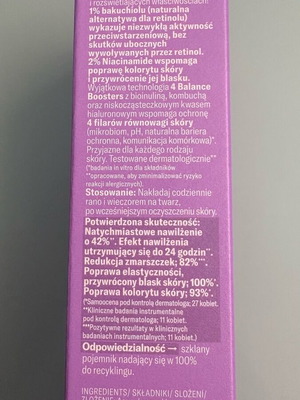 i rozświetlających właściwościach!
1% bakuchiolu (naturalna
alternatywa dla retinolu)
wykazuje niezwykłą aktywność
przeciwstarzeniową, bez
skutków ubocznych
wywoływanych przez retinol.
2% Niacinamide wspomaga
poprawę kolorytu skóry
i przywrócenie jej blasku.
Wyjątkowa technologia 4 Balance
Boosters z bioinuliną, kombuchą
oraz niskocząsteczkowym kwasem
hialuronowym wspomaga ochronę
4 filarów równowagi skóry
(mikrobiom, pH, naturalna bariera
ochronna, komunikacja komórkowa)*.
Przyjazne dla każdego rodzaju
skóry. Testowane dermatologicznie**
(*badania in vitro dla składników
**opracowane, aby zminimalizować ryzyko
reakcji alergicznych).
Stosowanie: Nakładaj codziennie
rano i wieczorem na twarz,
po wcześniejszym oczyszczeniu skóry.
Potwierdzona skuteczność:
Natychmiastowe nawilżenie
o 42%**. Efekt nawilżenia
utrzymujący się do 24 godzin**.
Redukcja zmarszczek; 82%***.
Poprawa elastyczności,
przywrócony blask skóry; 100%*.
Poprawa kolorytu skóry; 93%*.
(*Samoocena pod kontrolą dermatologa; 27 kobiet.
**Kliniczne badania instrumentalne
pod kontrolą dermatologa; 11 kobiet.
***Pozytywne rezultaty w klinicznych
badaniach instrumentalnych; 11 kobiet.)
Odpowiedzialność→ szklany
pojemnik nadający się w 100%
do recyklingu.
INGREDIENTS/ SKŁADNIKI/ SLOŽENÍ/